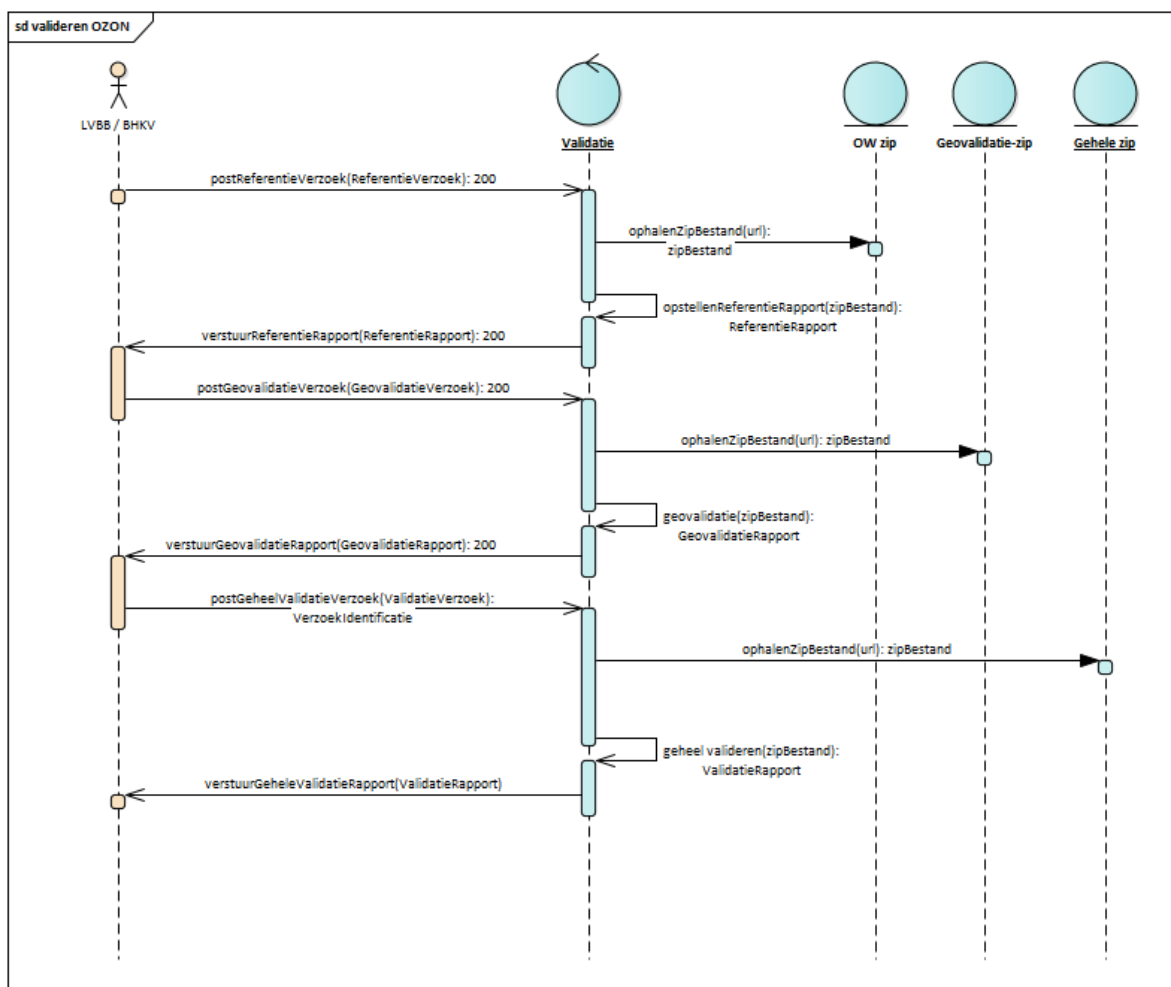 sd valideren OZON
LVBB / BHKV
Validatie
OW zip
Geovalidatie-zip
Gehele zip
postReferentieVerzoek(ReferentieVerzoek): 200
ophalenZipBestand(url):
zipBestand
opstellenReferentieRapport(zipBestand):
ReferentieRapport
verstuurReferentieRapport(ReferentieRapport): 200
postGeovalidatieVerzoek(GeovalidatieVerzoek): 200
ophalenZipBestand(url): zipBestand
geovalidatie(zipBestand):
GeovalidatieRapport
verstuurGeovalidatieRapport(GeovalidatieRapport): 200
postGeheelValidatieVerzoek(ValidatieVerzoek):
VerzoekIdentificatie
ophalenZipBestand(url): zipBestand
geheel valideren(zipBestand):
ValidatieRapport
verstuurGeheleValidatieRapport(ValidatieRapport)